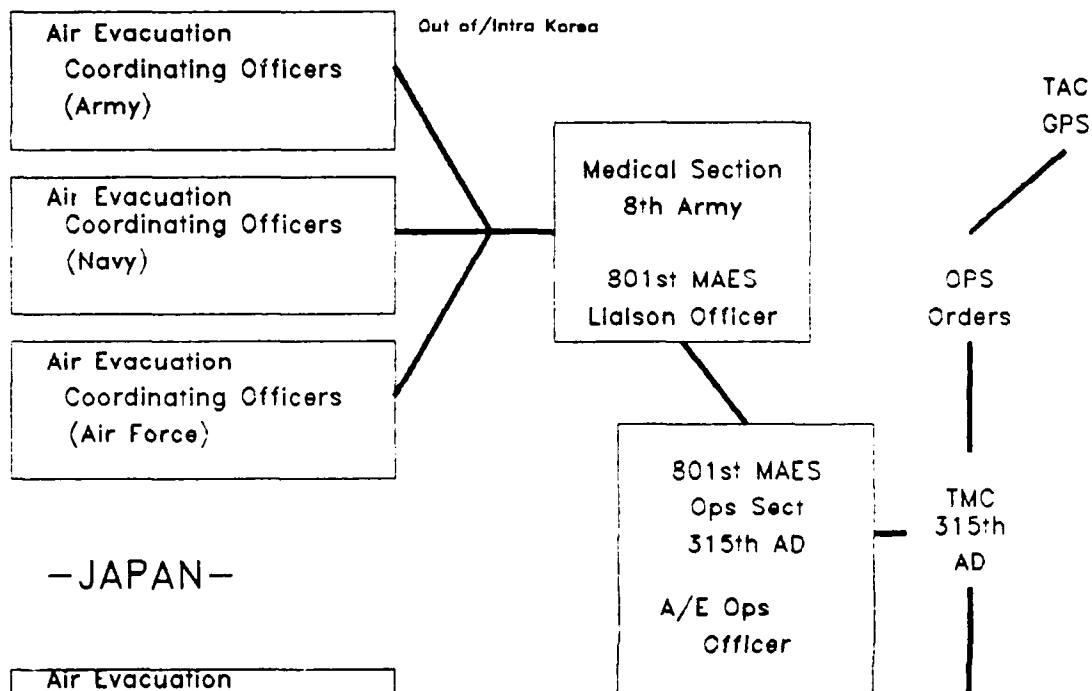 Air Evacuation
Coordinating Officers
(Army)
Out of/Intra Korea
Air Evacuation
Coordinating Officers
(Navy)
Air Evacuation
Coordinating Officers
(Air Force)
Medical Section
8th Army
801st MAES
Liaison Officer
TAC
GPS
OPS
Orders
801st MAES
Ops Sect
315th AD
A/E Ops
Officer
TMC
315th
AD
-JAPAN-
Air Evacuation